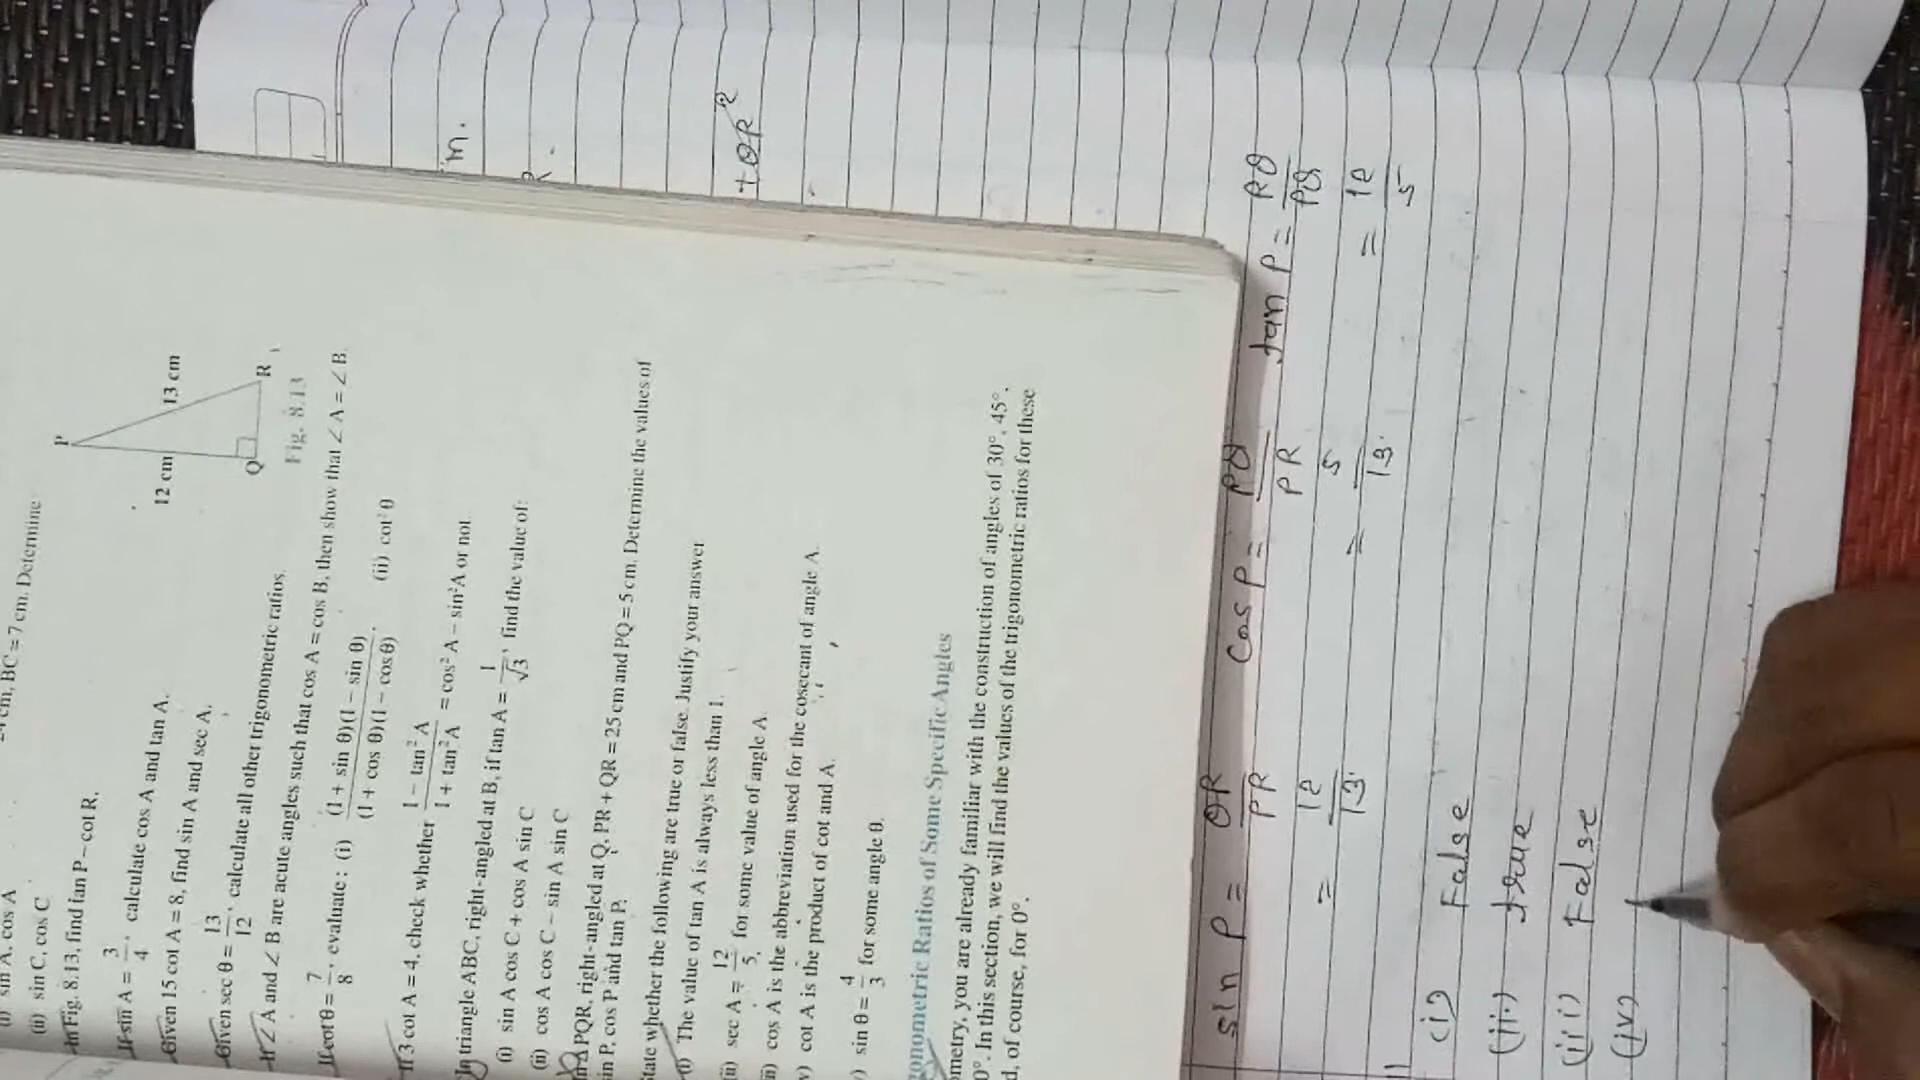 24 cm, BC = 7 cm. Determine
(i) sin A, cos A
(ii) sin C, cos C
In Fig. 8.13, find tan P – cot R.
P
12 cm
13 cm
Q
R
Fig. 8.13
If sin A = 3/4, calculate cos A and tan A.
Given 15 cot A = 8, find sin A and sec A.
Given sec θ = 13/12, calculate all other trigonometric ratios.
If ∠ A and ∠ B are acute angles such that cos A = cos B, then show that ∠ A = ∠ B.
If cot θ = 7/8, evaluate : (i) (1 + sin θ)(1 – sin θ)/(1 + cos θ)(1 – cos θ), (ii) cot² θ
If 3 cot A = 4, check whether 1 – tan² A/1 + tan² A = cos² A – sin² A or not.
In triangle ABC, right-angled at B, if tan A = 1/√3, find the value of:
(i) sin A cos C + cos A sin C
(ii) cos A cos C – sin A sin C
In Δ PQR, right-angled at Q, PR + QR = 25 cm and PQ = 5 cm. Determine the values of
sin P, cos P and tan P.
State whether the following are true or false. Justify your answer
(i) The value of tan A is always less than 1.
(ii) sec A = 12/5 for some value of angle A.
ii) cos A is the abbreviation used for the cosecant of angle A.
v) cot A is the product of cot and A.
) sin θ = 4/3 for some angle θ.
gonometric Ratios of Some Specific Angles
ometry, you are already familiar with the construction of angles of 30°, 45°,
0°. In this section, we will find the values of the trigonometric ratios for these
d, of course, for 0°.
m.
R.
+QR²
sin P = QR/PR cos P = PQ/PR tan P = RQ/PQ
= 12/13 = 5/13 = 12/5
(i) False
(ii) true
(iii) False
(iv)